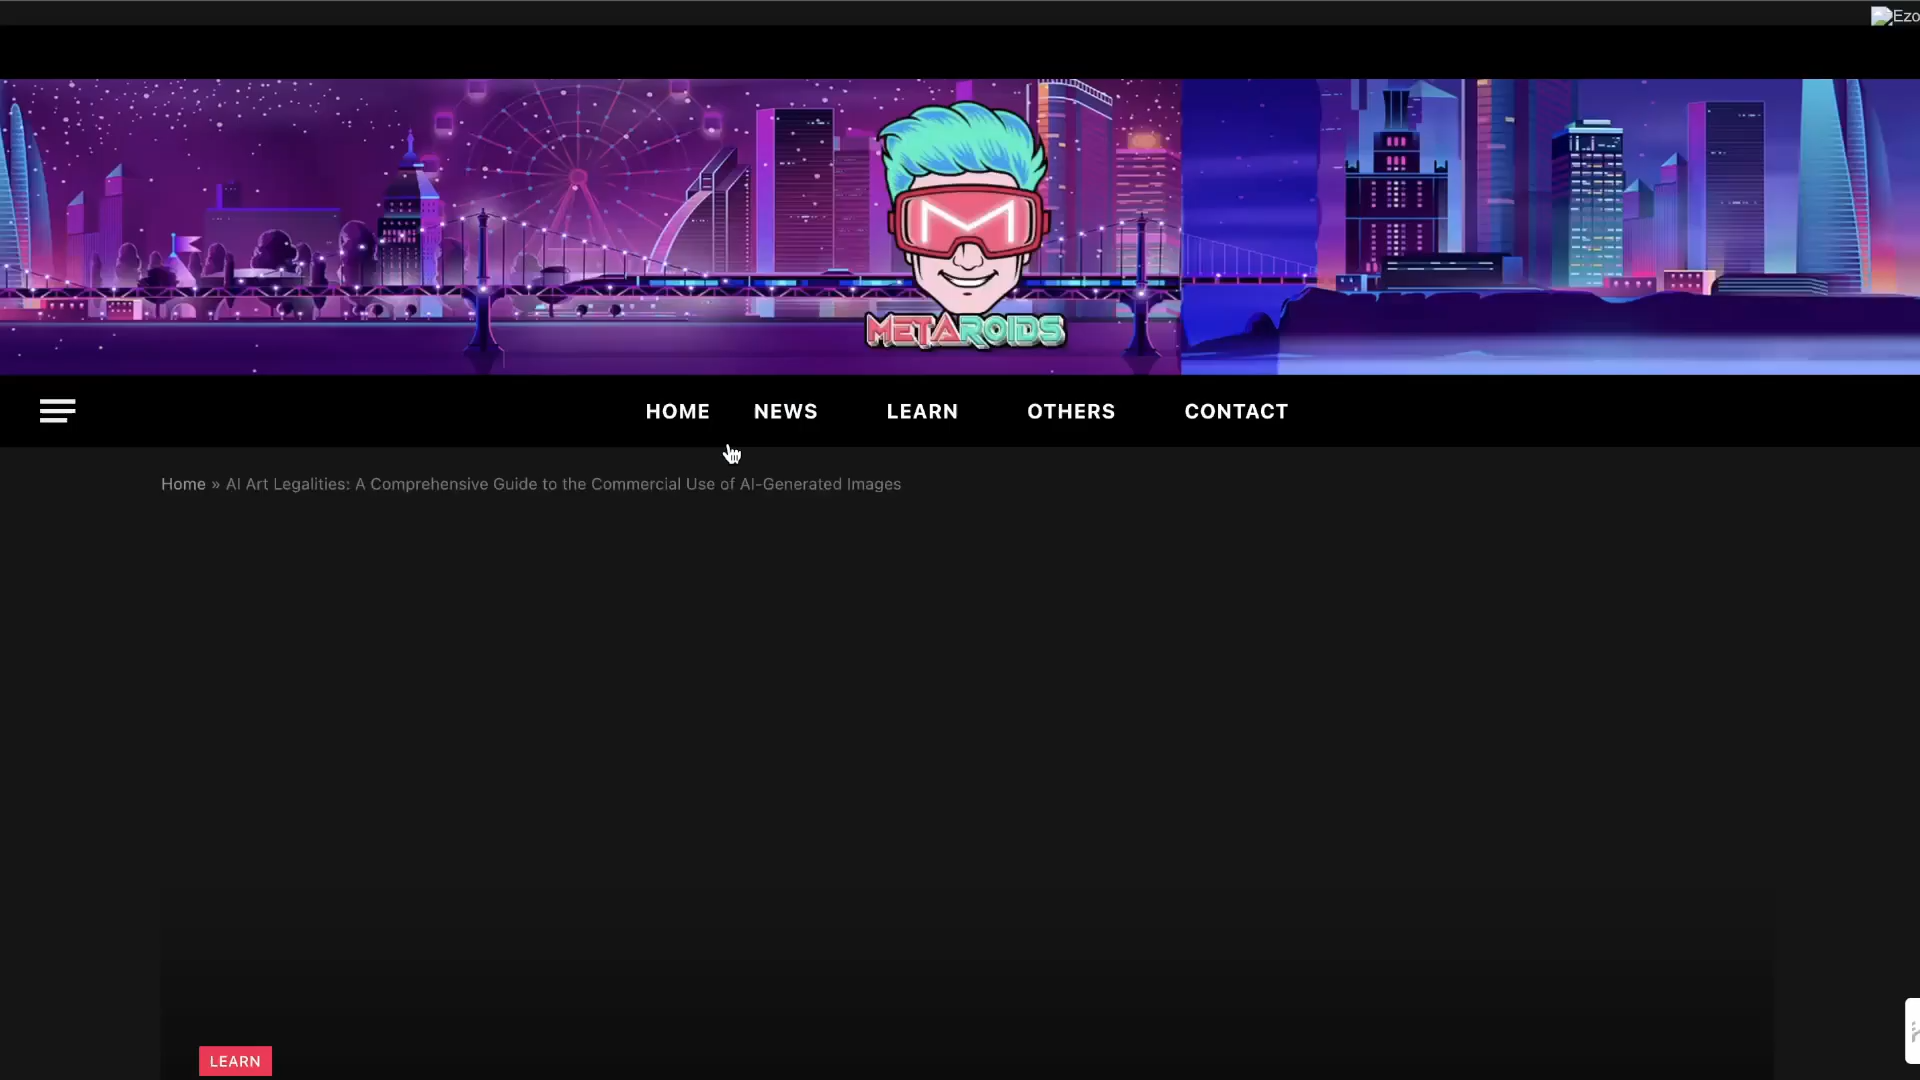 Ezo
M
METAROIDS
HOME NEWS LEARN OTHERS CONTACT
Home » AI Art Legalities: A Comprehensive Guide to the Commercial Use of AI-Generated Images
LEARN